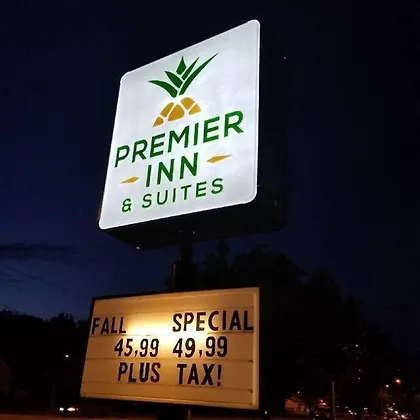 PREMIER
INN
& SUITES
FALL SPECIAL
45,99 49,99
PLUS TAX!